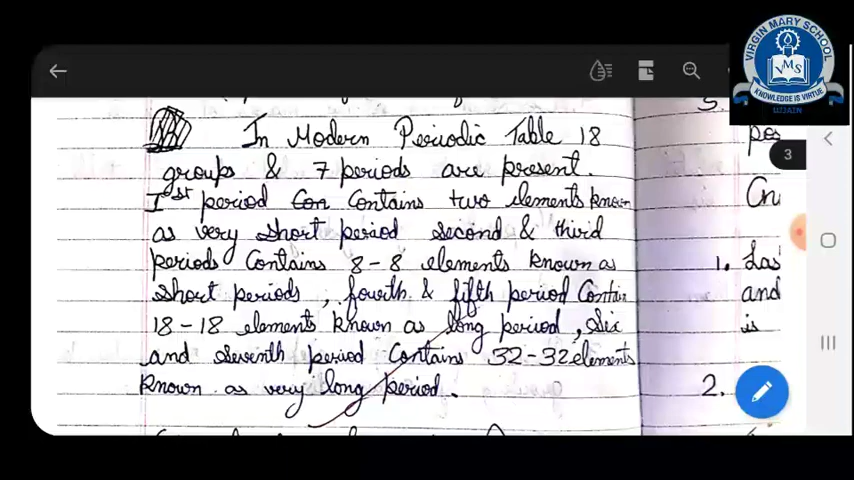 VIRGIN MARY SCHOOL
VMS
KNOWLEDGE IS VIRTUE
UJJAIN
NB
In Modern Periodic Table 18
groups & 7 periods are present.
Ist period Con Contains two elements known
as very short period second & third
periods Contains 8-8 elements known as
short periods, fourth & fifth period Contain
18-18 elements known as long period, six
and seventh period Contains 32-32 elements
known as very long period.
3
pos
1. Las
and
is
2.